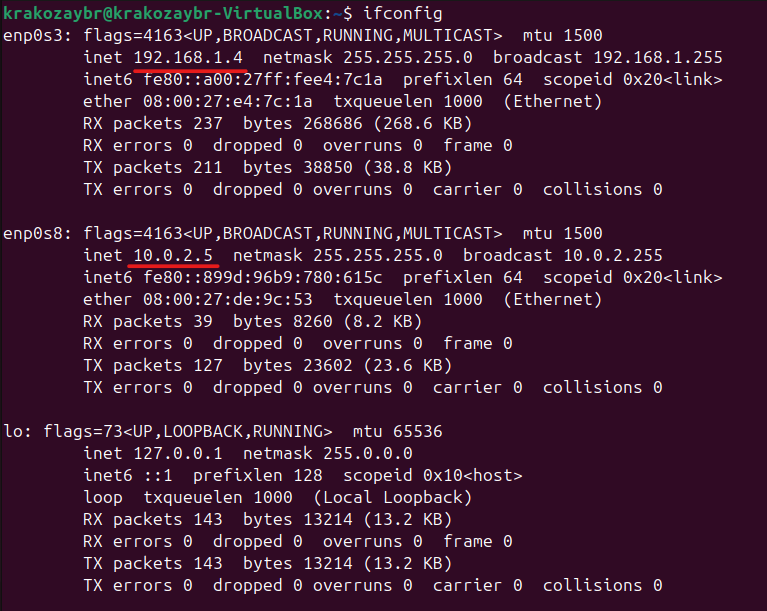 krakozaybr@krakozaybr-VirtualBox:~$ ifconfig
enp0s3: flags=4163<UP,BROADCAST,RUNNING,MULTICAST>  mtu 1500
        inet 192.168.1.4  netmask 255.255.255.0  broadcast 192.168.1.255
        inet6 fe80::a00:27ff:fee4:7c1a  prefixlen 64  scopeid 0x20<link>
        ether 08:00:27:e4:7c:1a  txqueuelen 1000  (Ethernet)
        RX packets 237  bytes 268686 (268.6 KB)
        RX errors 0  dropped 0  overruns 0  frame 0
        TX packets 211  bytes 38850 (38.8 KB)
        TX errors 0  dropped 0 overruns 0  carrier 0  collisions 0

enp0s8: flags=4163<UP,BROADCAST,RUNNING,MULTICAST>  mtu 1500
        inet 10.0.2.5  netmask 255.255.255.0  broadcast 10.0.2.255
        inet6 fe80::899d:96b9:780:615c  prefixlen 64  scopeid 0x20<link>
        ether 08:00:27:de:9c:53  txqueuelen 1000  (Ethernet)
        RX packets 39  bytes 8260 (8.2 KB)
        RX errors 0  dropped 0  overruns 0  frame 0
        TX packets 127  bytes 23602 (23.6 KB)
        TX errors 0  dropped 0 overruns 0  carrier 0  collisions 0

lo: flags=73<UP,LOOPBACK,RUNNING>  mtu 65536
        inet 127.0.0.1  netmask 255.0.0.0
        inet6 ::1  prefixlen 128  scopeid 0x10<host>
        loop  txqueuelen 1000  (Local Loopback)
        RX packets 143  bytes 13214 (13.2 KB)
        RX errors 0  dropped 0  overruns 0  frame 0
        TX packets 143  bytes 13214 (13.2 KB)
        TX errors 0  dropped 0 overruns 0  carrier 0  collisions 0